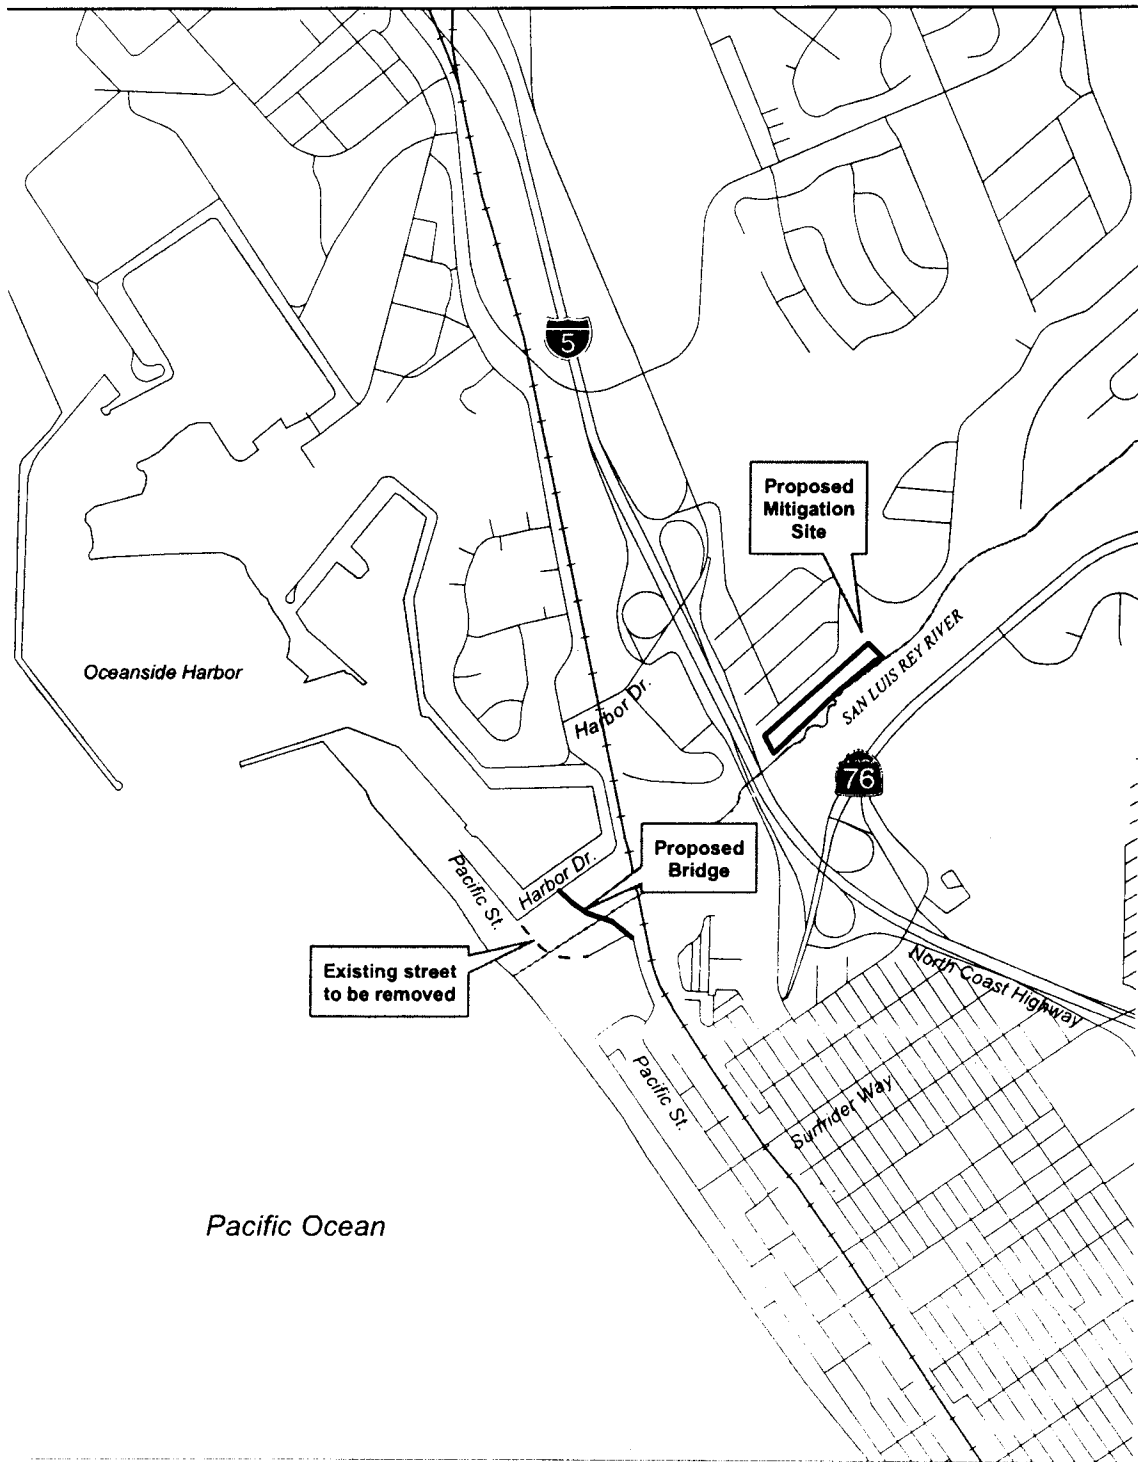 5
Proposed
Mitigation
Site
SAN LUIS REY RIVER
Oceanside Harbor
Harbor Dr.
76
Proposed
Bridge
Harbor Dr.
Pacific St.
Existing street
to be removed
North Coast Highway
Pacific St.
Surfrider Way
Pacific Ocean